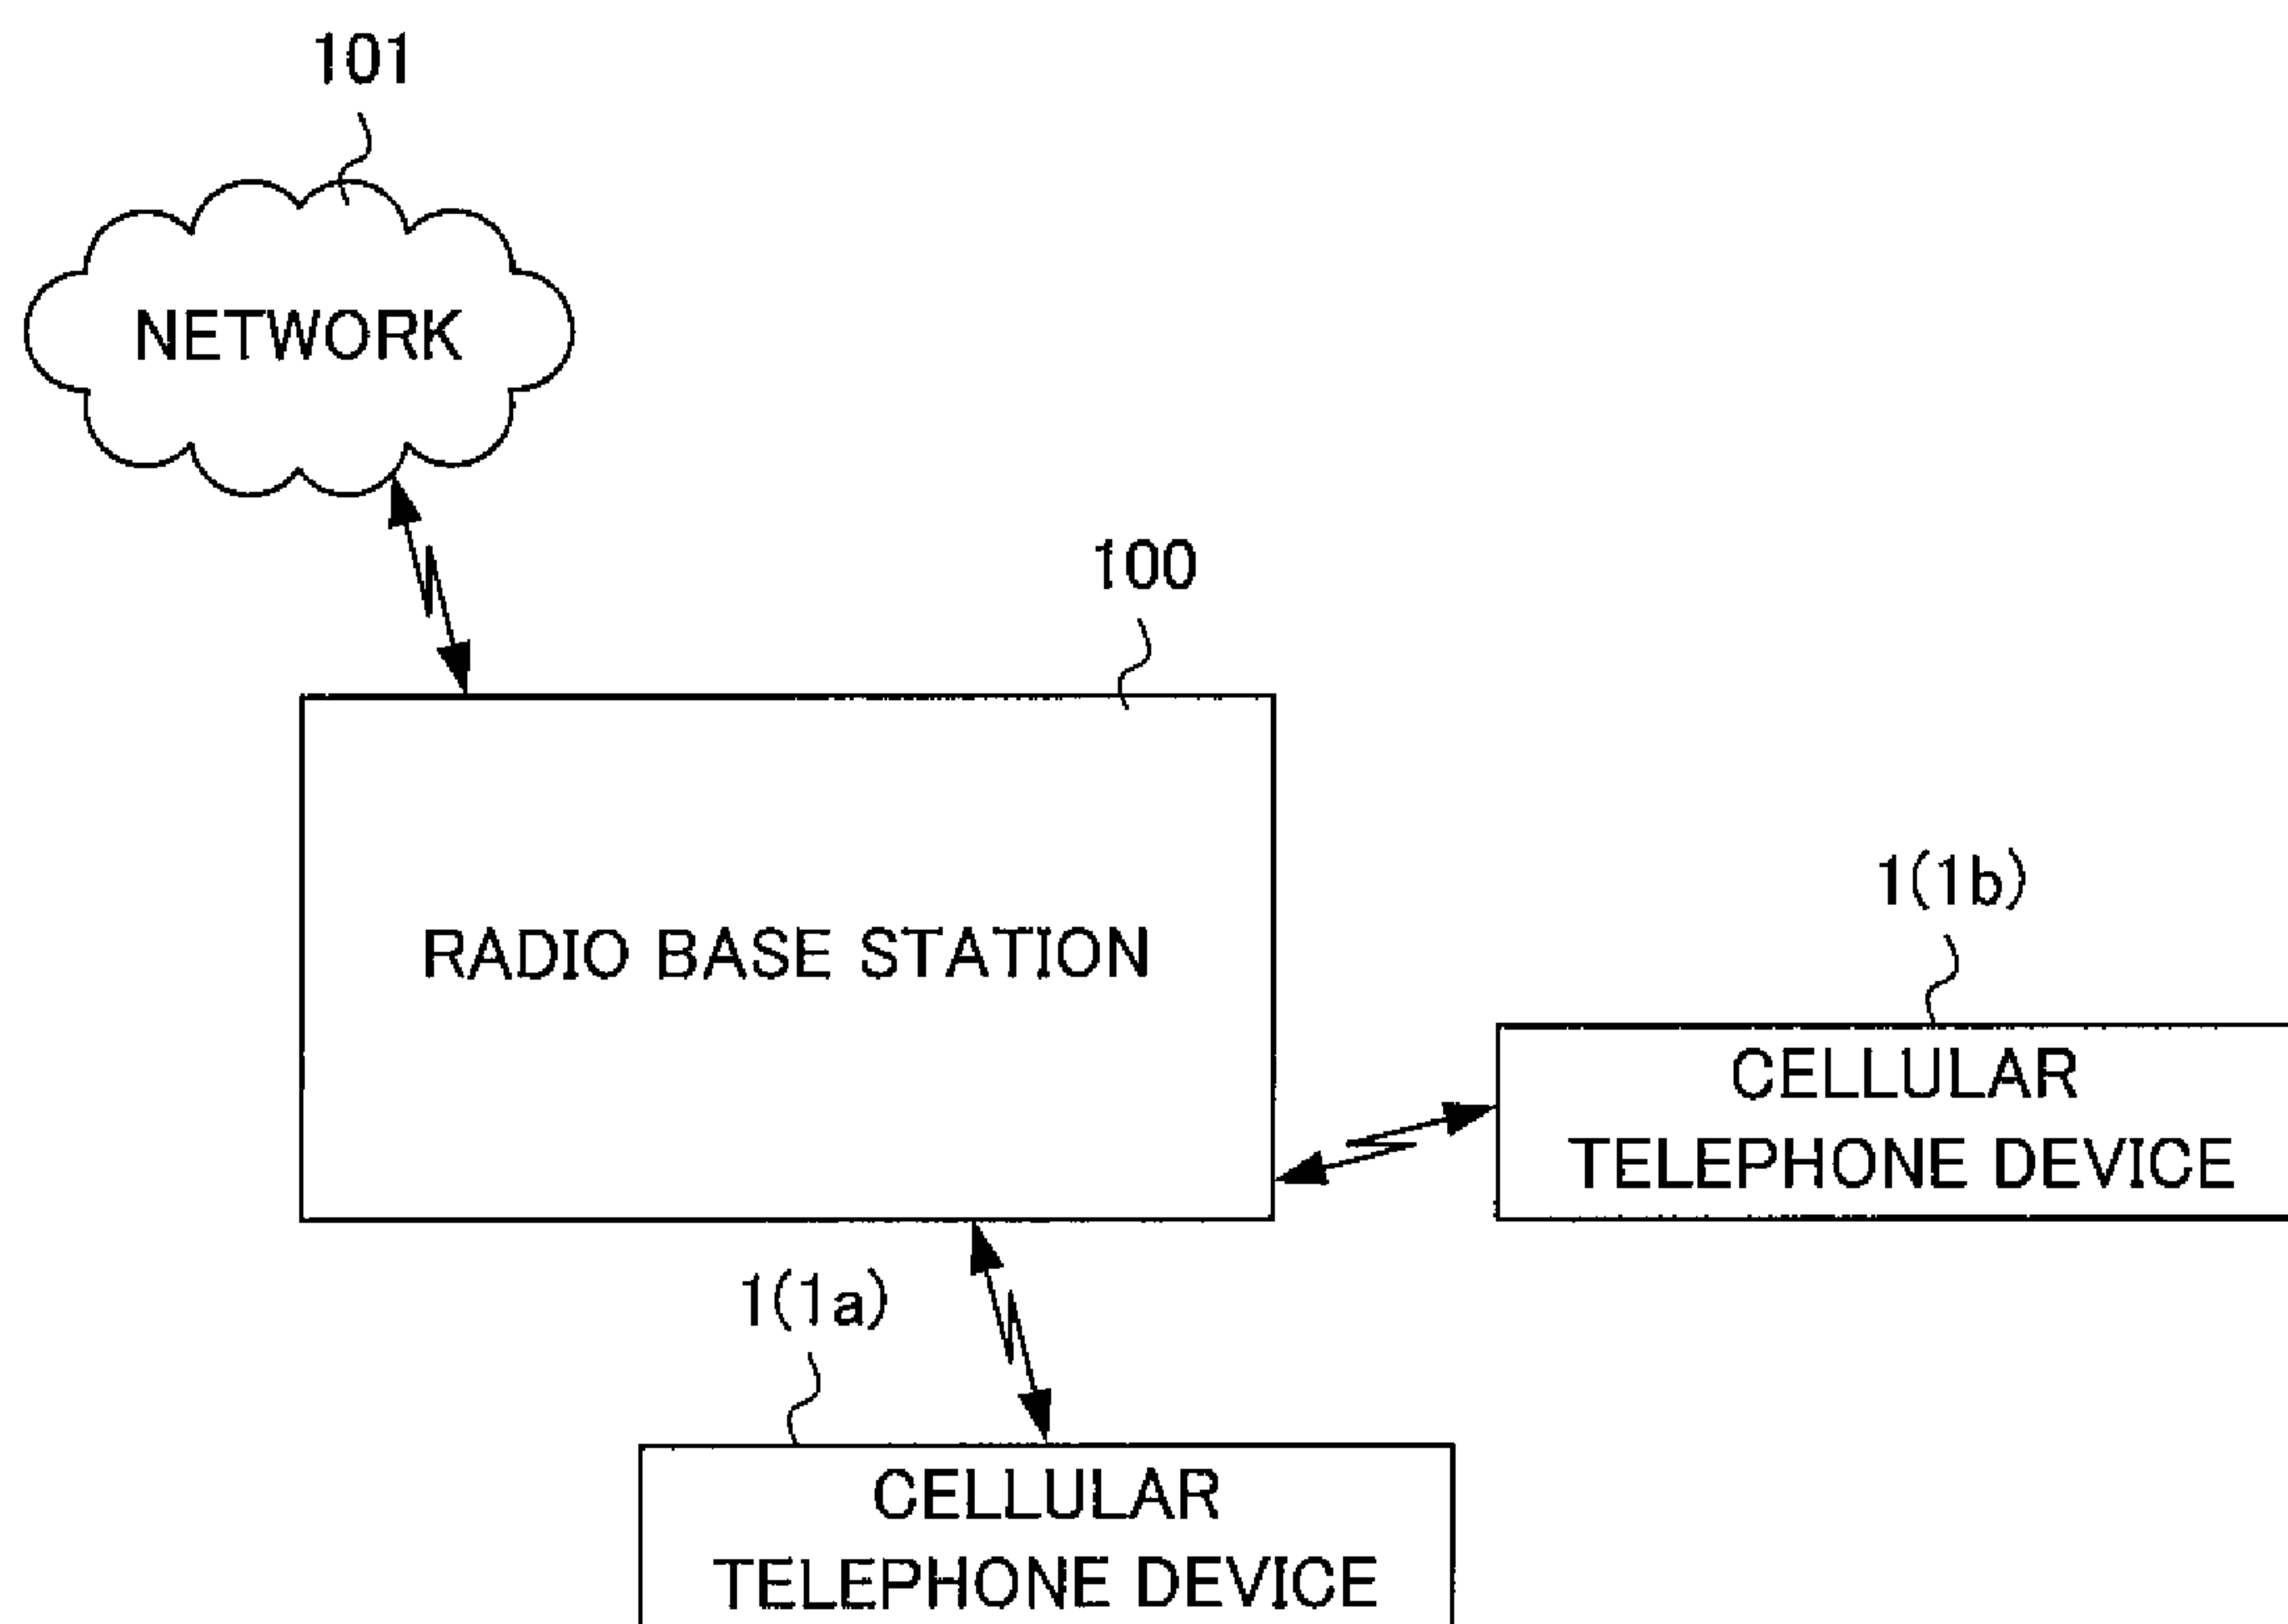 101
NETWORK
100
RADIO BASE STATION
1(1b)
CELLULAR
TELEPHONE DEVICE
1(1a)
CELLULAR
TELEPHONE DEVICE